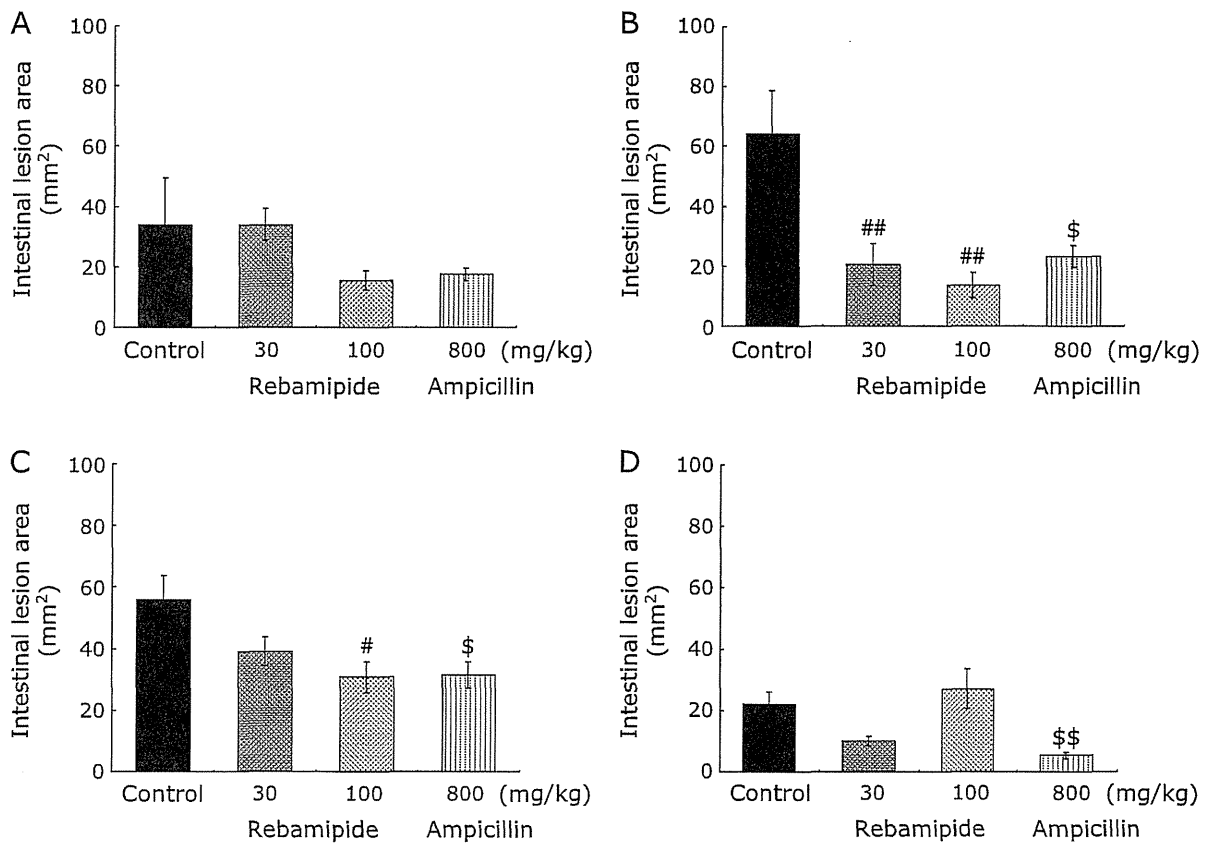 A
Intestinal lesion area
(mm²)
100
80
60
40
20
0
Control 30 100 800 (mg/kg)
Rebamipide Ampicillin
B
Intestinal lesion area
(mm²)
100
80
60
40
20
0
##
##
$
Control 30 100 800 (mg/kg)
Rebamipide Ampicillin
C
Intestinal lesion area
(mm²)
100
80
60
40
20
0
#
$
Control 30 100 800 (mg/kg)
Rebamipide Ampicillin
D
Intestinal lesion area
(mm²)
100
80
60
40
20
0
$$
Control 30 100 800 (mg/kg)
Rebamipide Ampicillin